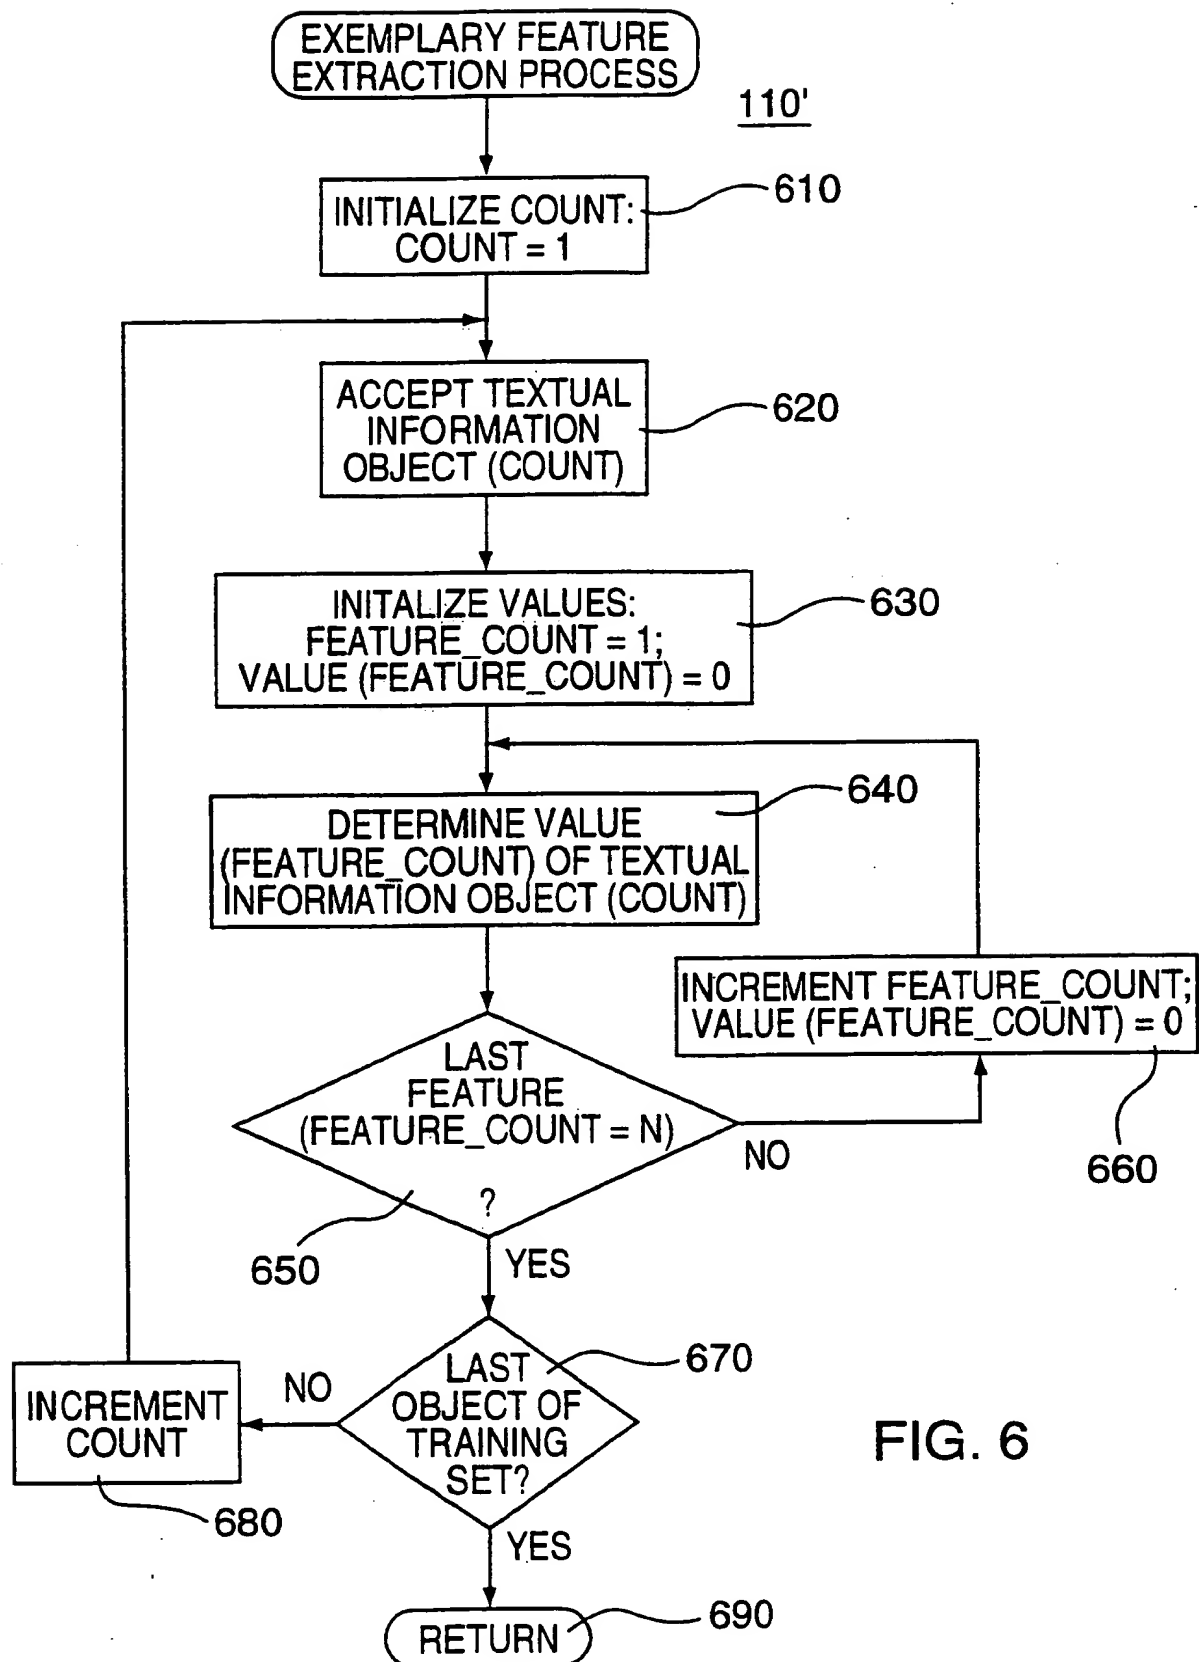 EXEMPLARY FEATURE
EXTRACTION PROCESS
110'
INITIALIZE COUNT:
COUNT = 1
610
ACCEPT TEXTUAL
INFORMATION
OBJECT (COUNT)
620
INITALIZE VALUES:
FEATURE_COUNT = 1;
VALUE (FEATURE_COUNT) = 0
630
DETERMINE VALUE
(FEATURE_COUNT) OF TEXTUAL
INFORMATION OBJECT (COUNT)
640
INCREMENT FEATURE_COUNT;
VALUE (FEATURE_COUNT) = 0
660
LAST
FEATURE
(FEATURE_COUNT = N)
?
NO
650
YES
LAST
OBJECT OF
TRAINING
SET?
670
NO
INCREMENT
COUNT
680
FIG. 6
YES
RETURN
690